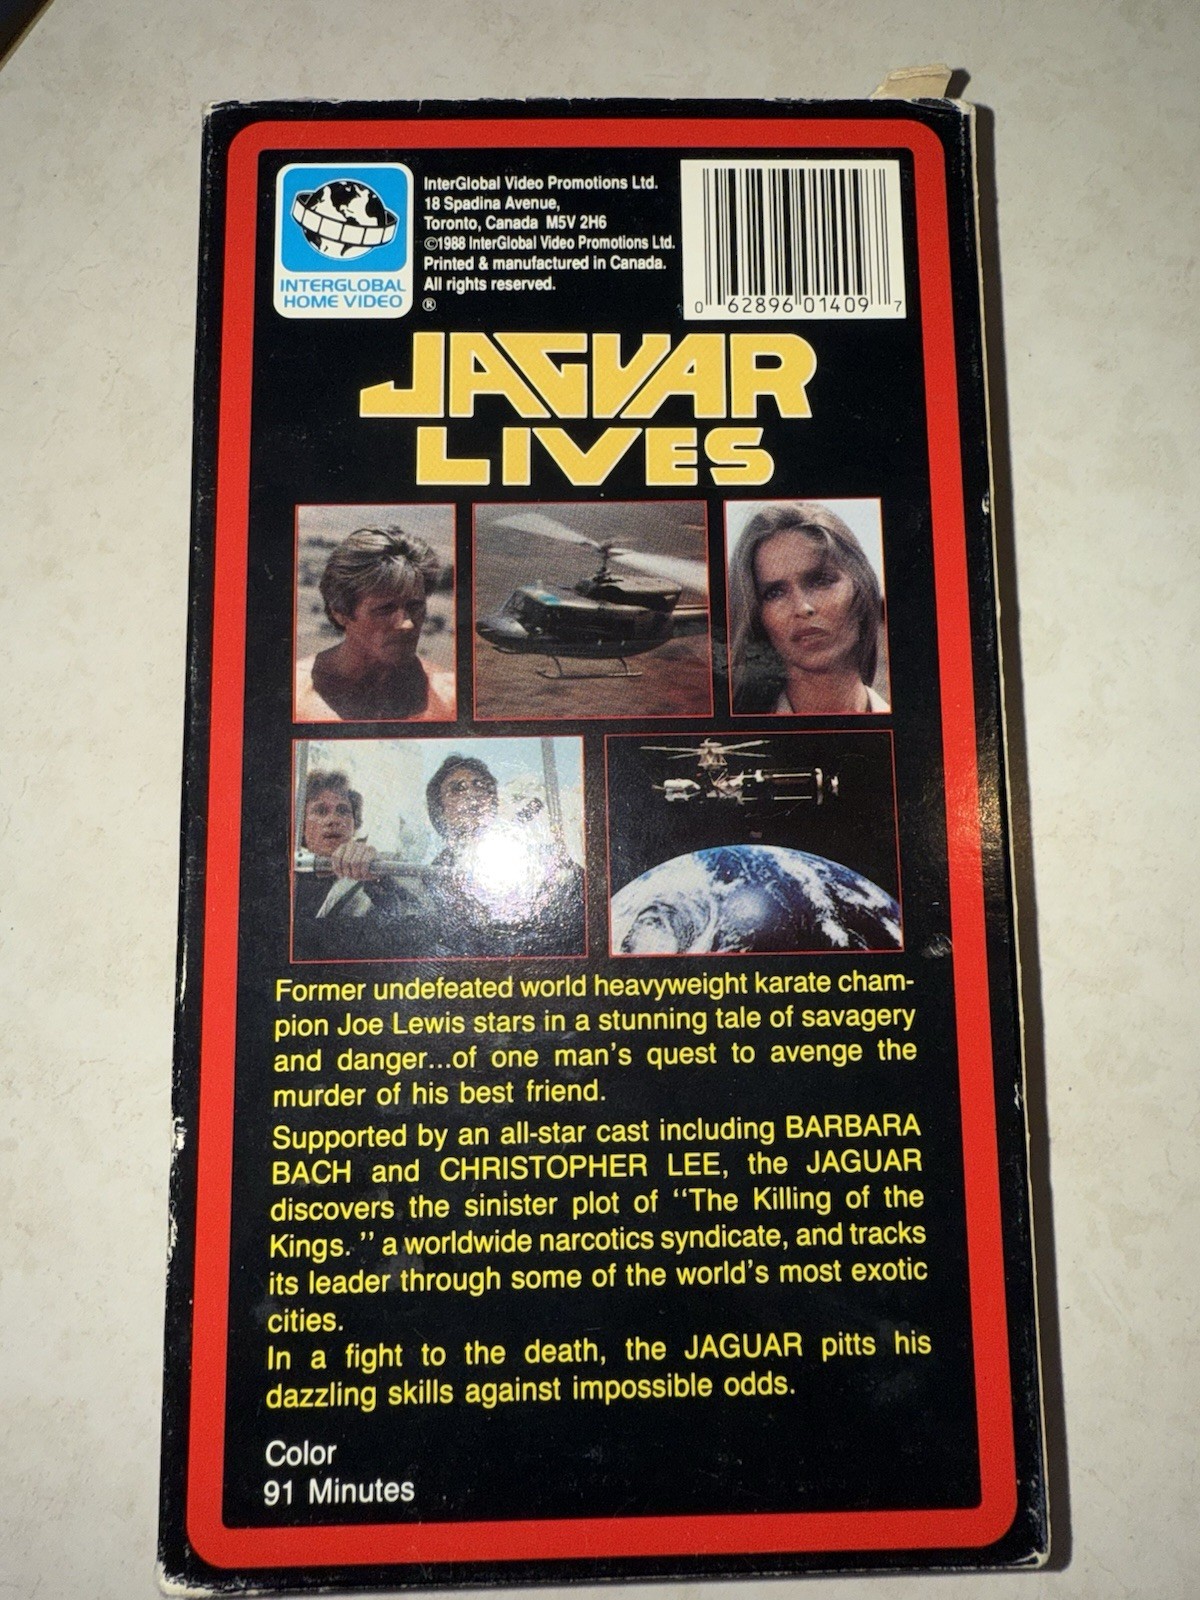 INTERGLOBAL
HOME VIDEO
InterGlobal Video Promotions Ltd.
18 Spadina Avenue,
Toronto, Canada M5V 2H6
©1988 InterGlobal Video Promotions Ltd.
Printed & manufactured in Canada.
All rights reserved.
®
0 62896 01409 7
JAGUAR
LIVES
Former undefeated world heavyweight karate cham-
pion Joe Lewis stars in a stunning tale of savagery
and danger...of one man's quest to avenge the
murder of his best friend.
Supported by an all-star cast including BARBARA
BACH and CHRISTOPHER LEE, the JAGUAR
discovers the sinister plot of ''The Killing of the
Kings. '' a worldwide narcotics syndicate, and tracks
its leader through some of the world's most exotic
cities.
In a fight to the death, the JAGUAR pitts his
dazzling skills against impossible odds.
Color
91 Minutes